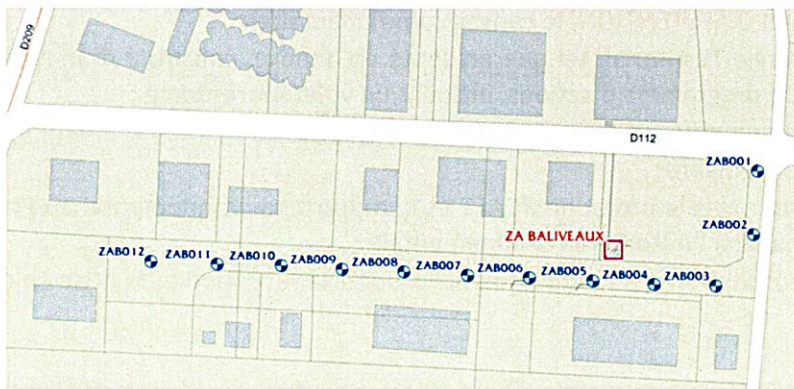 D209
D112
ZAB001
ZAB002
ZA BALIVEAUX
ZAB012
ZAB011
ZAB010
ZAB009
ZAB008
ZAB007
ZAB006
ZAB005
ZAB004
ZAB003